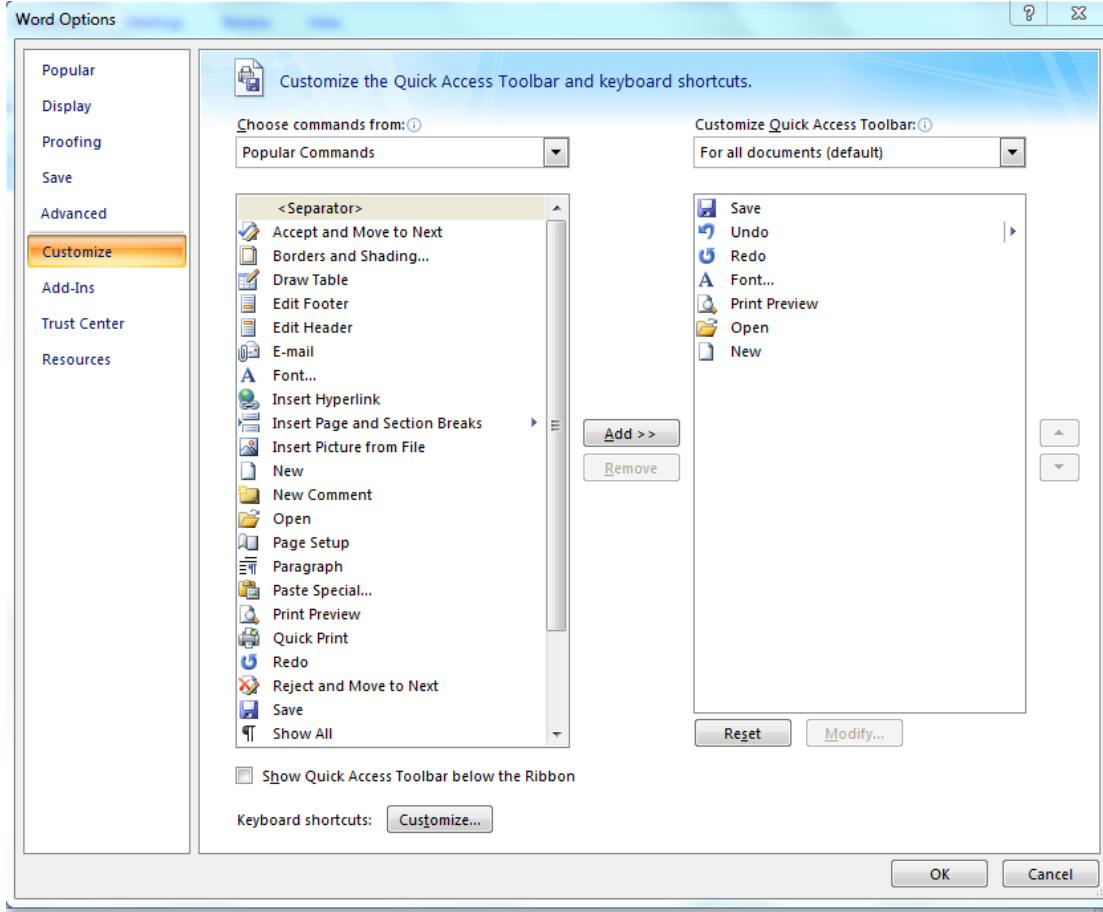 Word Options
Popular
Display
Proofing
Save
Advanced
Customize
Add-Ins
Trust Center
Resources
Customize the Quick Access Toolbar and keyboard shortcuts.
Choose commands from:
Popular Commands
<Separator>
Accept and Move to Next
Borders and Shading...
Draw Table
Edit Footer
Edit Header
E-mail
Font...
Insert Hyperlink
Insert Page and Section Breaks
Insert Picture from File
New
New Comment
Open
Page Setup
Paragraph
Paste Special...
Print Preview
Quick Print
Redo
Reject and Move to Next
Save
Show All
Add >>
Remove
Customize Quick Access Toolbar:
For all documents (default)
Save
Undo
Redo
Font...
Print Preview
Open
New
Reset
Modify...
Show Quick Access Toolbar below the Ribbon
Keyboard shortcuts:
Customize...
OK
Cancel